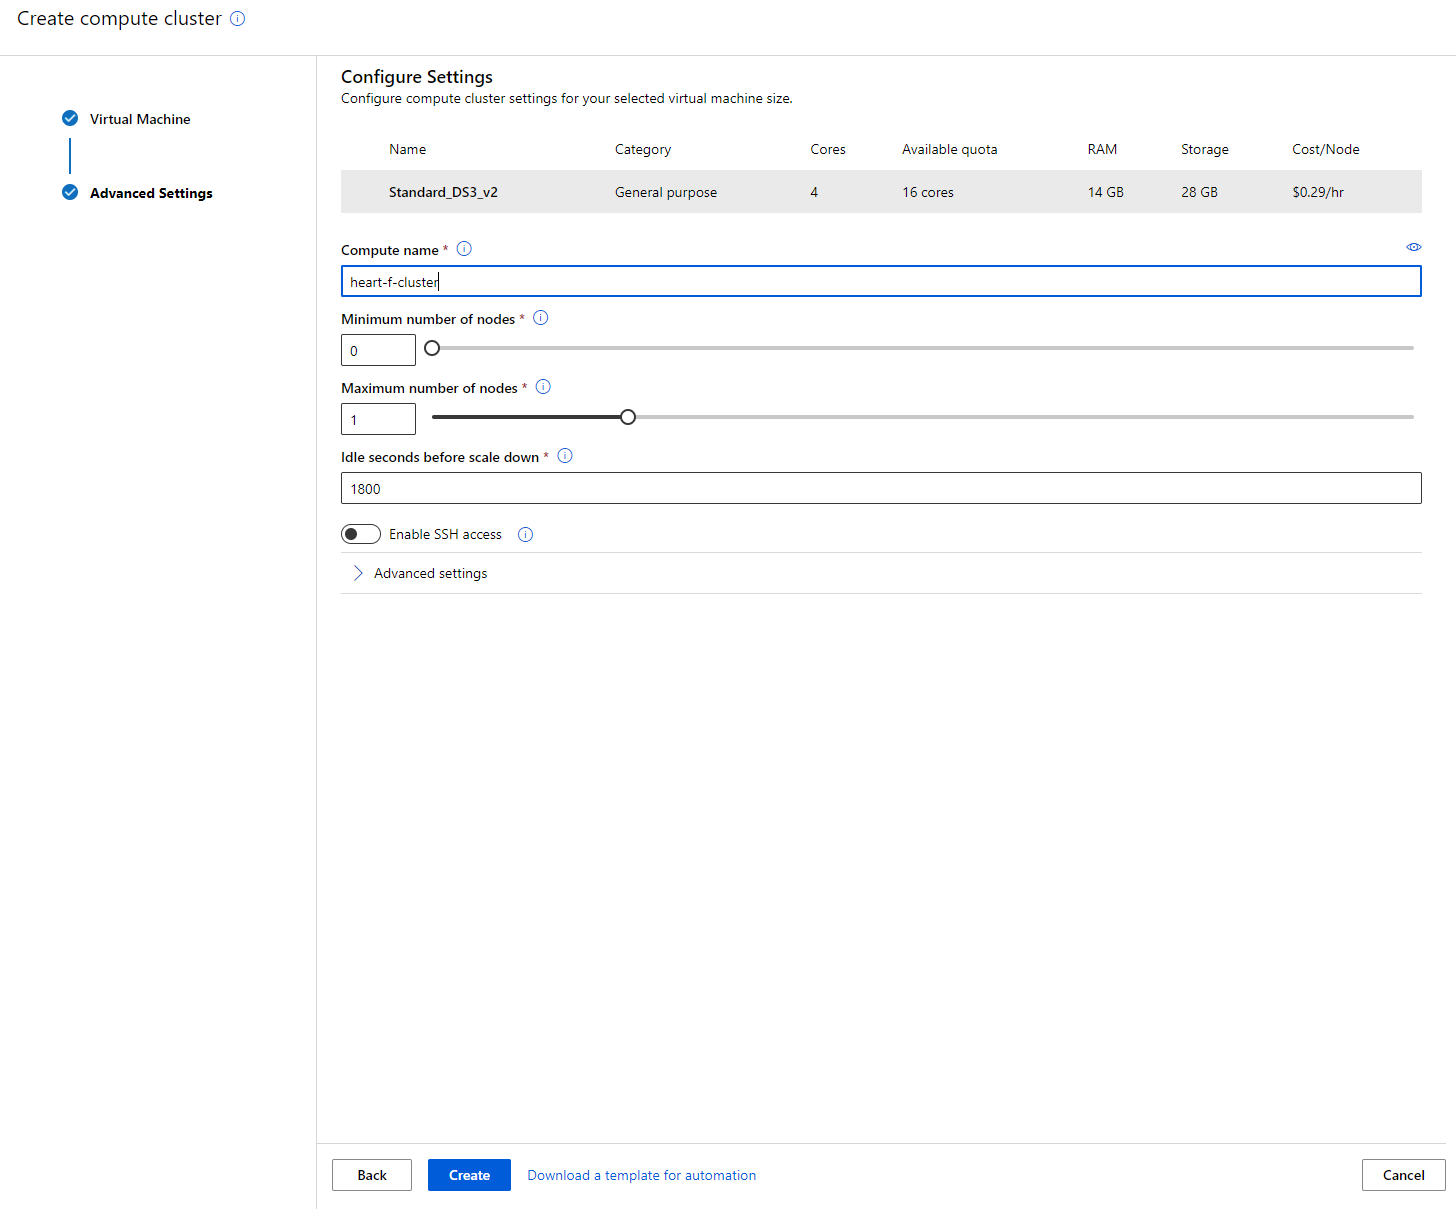 Create compute cluster
Virtual Machine
Advanced Settings
Configure Settings
Configure compute cluster settings for your selected virtual machine size.
Name Category Cores Available quota RAM Storage Cost/Node
Standard_DS3_v2 General purpose 4 16 cores 14 GB 28 GB $0.29/hr
Compute name *
heart-f-cluster
Minimum number of nodes *
0
Maximum number of nodes *
1
Idle seconds before scale down *
1800
Enable SSH access
Advanced settings
Back Create Download a template for automation Cancel